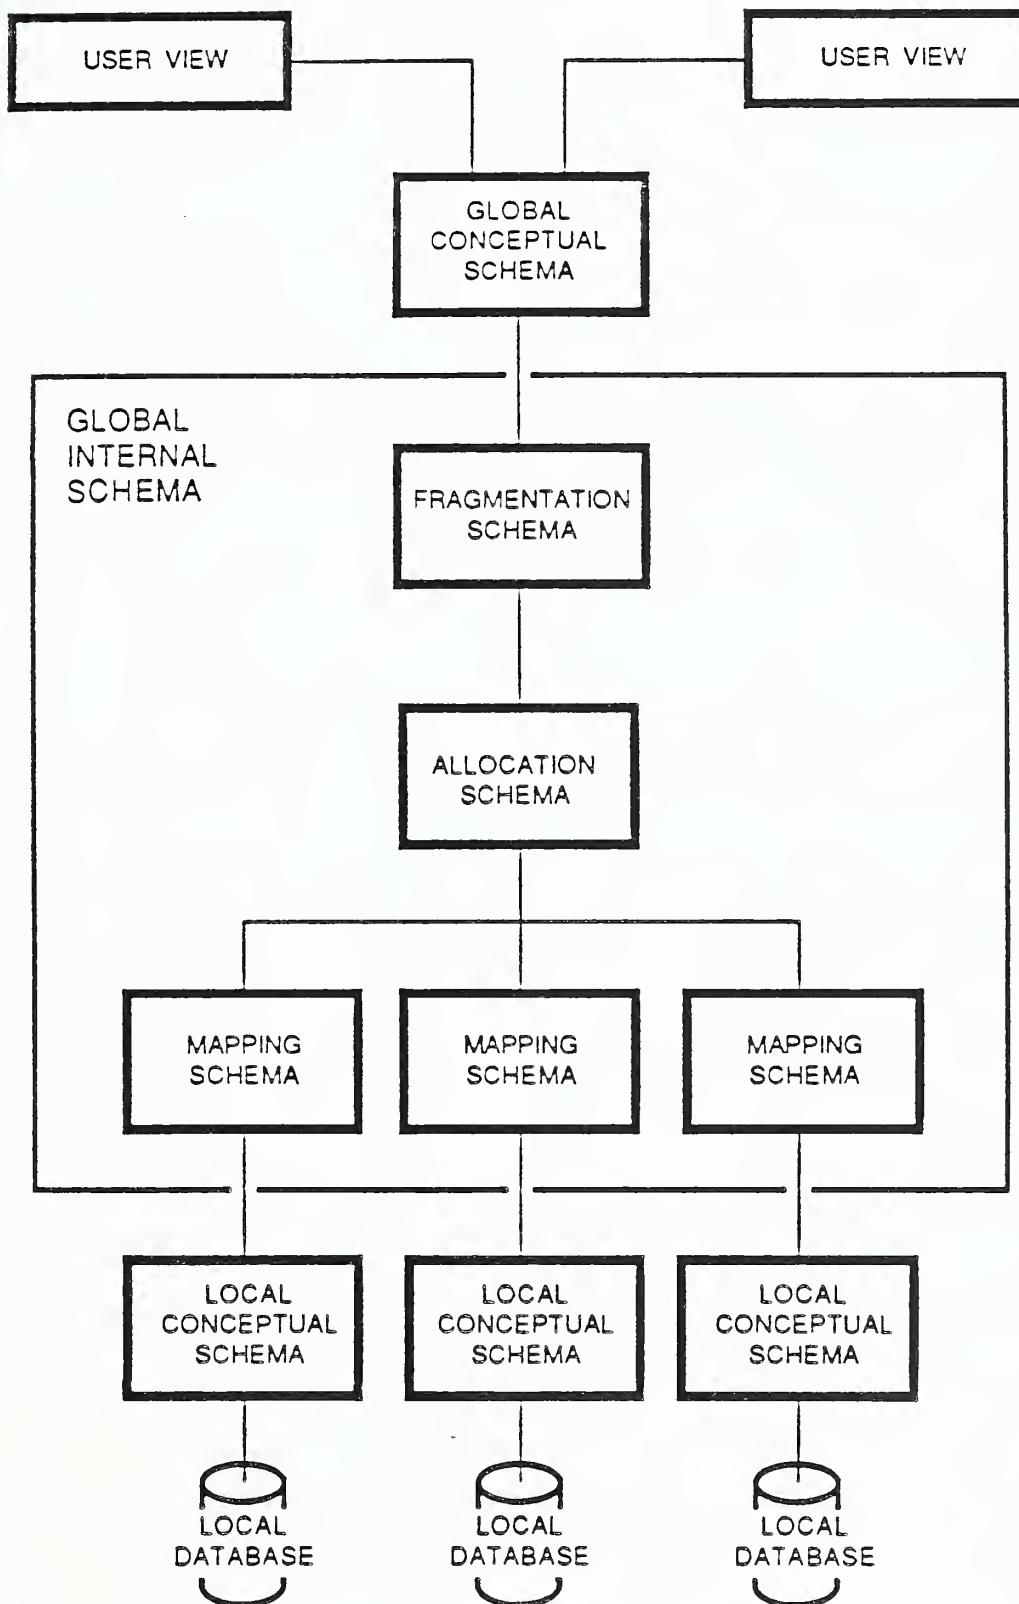 USER VIEW
USER VIEW
GLOBAL
CONCEPTUAL
SCHEMA
GLOBAL
INTERNAL
SCHEMA
FRAGMENTATION
SCHEMA
ALLOCATION
SCHEMA
MAPPING
SCHEMA
MAPPING
SCHEMA
MAPPING
SCHEMA
LOCAL
CONCEPTUAL
SCHEMA
LOCAL
CONCEPTUAL
SCHEMA
LOCAL
CONCEPTUAL
SCHEMA
LOCAL
DATABASE
LOCAL
DATABASE
LOCAL
DATABASE